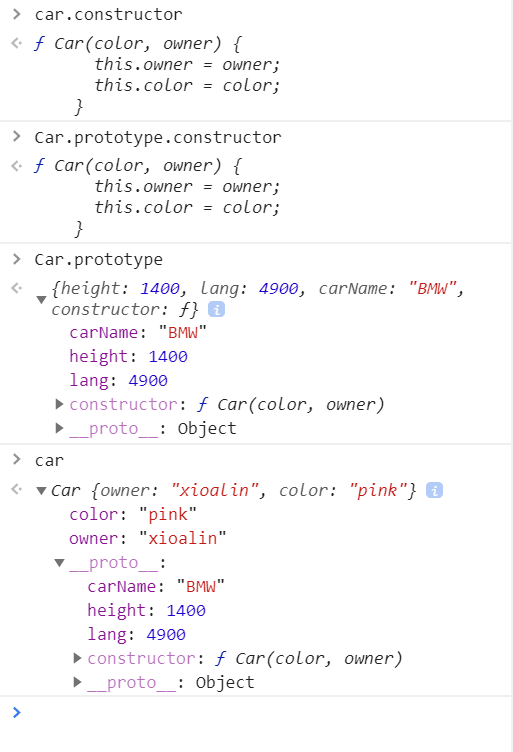 > car.constructor
<· ƒ Car(color, owner) {
this.owner = owner;
this.color = color;
}
> Car.prototype.constructor
<· ƒ Car(color, owner) {
this.owner = owner;
this.color = color;
}
> Car.prototype
<· ▼ {height: 1400, lang: 4900, carName: "BMW",
constructor: ƒ} i
carName: "BMW"
height: 1400
lang: 4900
▶ constructor: ƒ Car(color, owner)
▶ __proto__: Object
> car
<· ▼ Car {owner: "xioalin", color: "pink"} i
color: "pink"
owner: "xioalin"
▼ __proto__:
carName: "BMW"
height: 1400
lang: 4900
▶ constructor: ƒ Car(color, owner)
▶ __proto__: Object
>